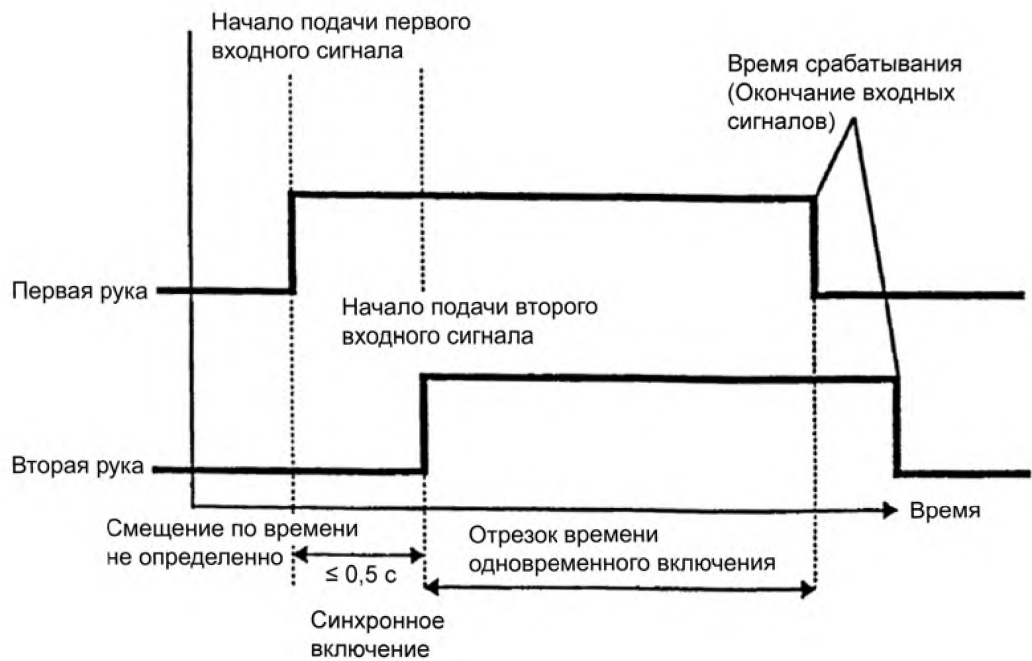 Начало подачи первого
входного сигнала
Время срабатывания
(Окончание входных
сигналов)
Первая рука
Начало подачи второго
входного сигнала
Вторая рука
Время
Смещение по времени
не определенно
≤ 0,5 с
Отрезок времени
одновременного включения
Синхронное
включение